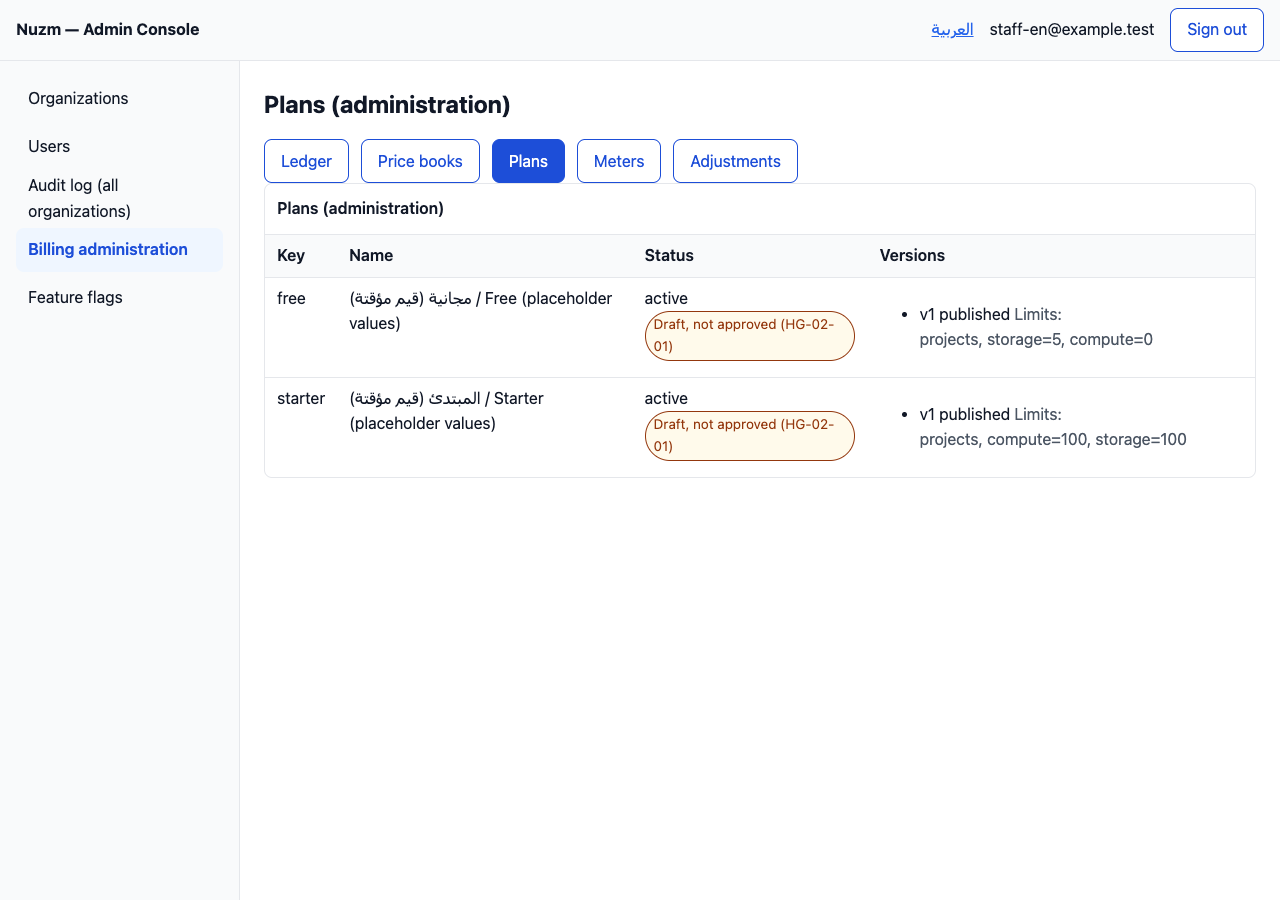 Nuzm — Admin Console
العربية
staff-en@example.test
Sign out
Organizations
Users
Audit log (all
organizations)
Billing administration
Feature flags
Plans (administration)
Ledger
Price books
Plans
Meters
Adjustments
Plans (administration)
Key
Name
Status
Versions
free
مجانية (قيم مؤقتة) / Free (placeholder
values)
active
Draft, not approved (HG-02-
01)
v1 published Limits:
projects, storage=5, compute=0
starter
المبتدئ (قيم مؤقتة) / Starter
(placeholder values)
active
Draft, not approved (HG-02-
01)
v1 published Limits:
projects, compute=100, storage=100